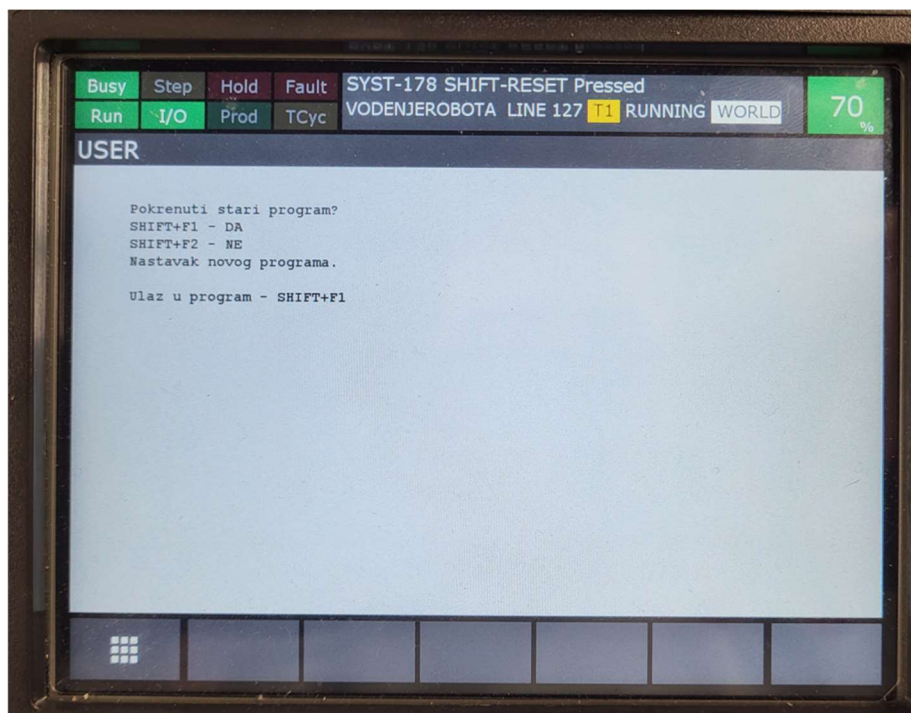 Busy Step Hold Fault SYST-178 SHIFT-RESET Pressed
Run I/O Prod TCyc VODENJEROBOTA LINE 127 T1 RUNNING WORLD 70 %
USER
Pokrenuti stari program?
SHIFT+F1 - DA
SHIFT+F2 - NE
Nastavak novog programa.
Ulaz u program - SHIFT+F1